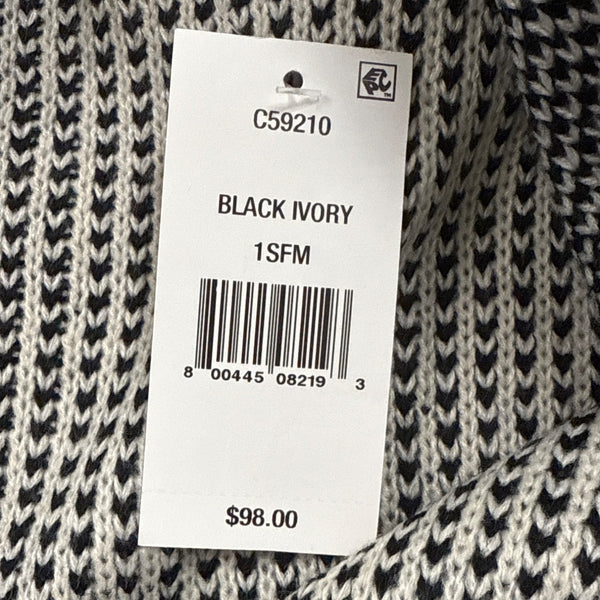 C59210
BLACK IVORY
1SFM
8 00445 08219 3
$98.00